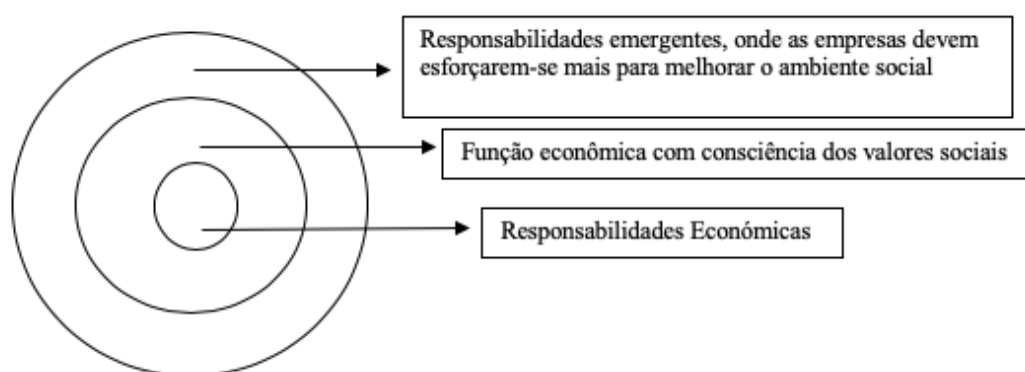 Responsabilidades emergentes, onde as empresas devem
esforçarem-se mais para melhorar o ambiente social
Função econômica com consciência dos valores sociais
Responsabilidades Económicas